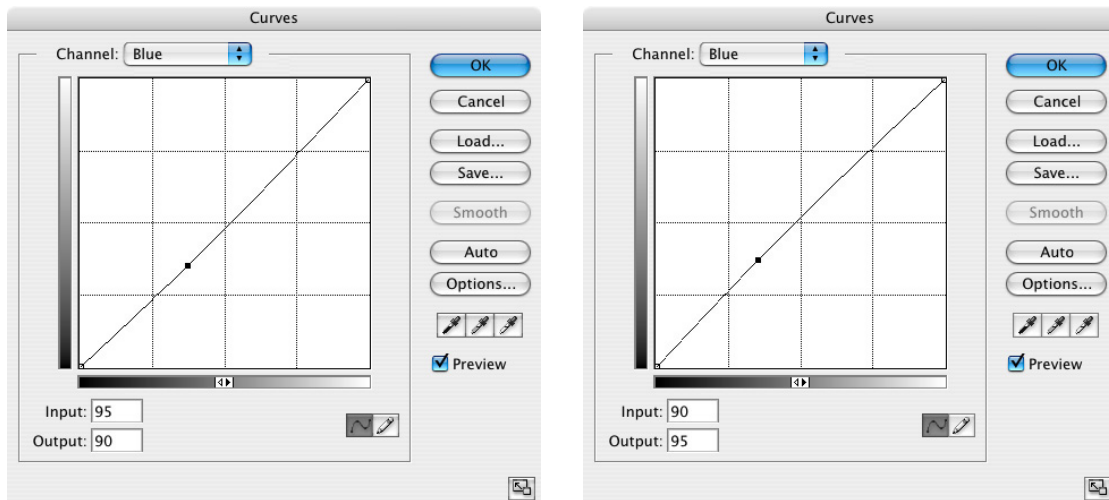 Curves
Channel: Blue
OK
Cancel
Load...
Save...
Smooth
Auto
Options...
Preview
Input: 95
Output: 90
Curves
Channel: Blue
OK
Cancel
Load...
Save...
Smooth
Auto
Options...
Preview
Input: 90
Output: 95